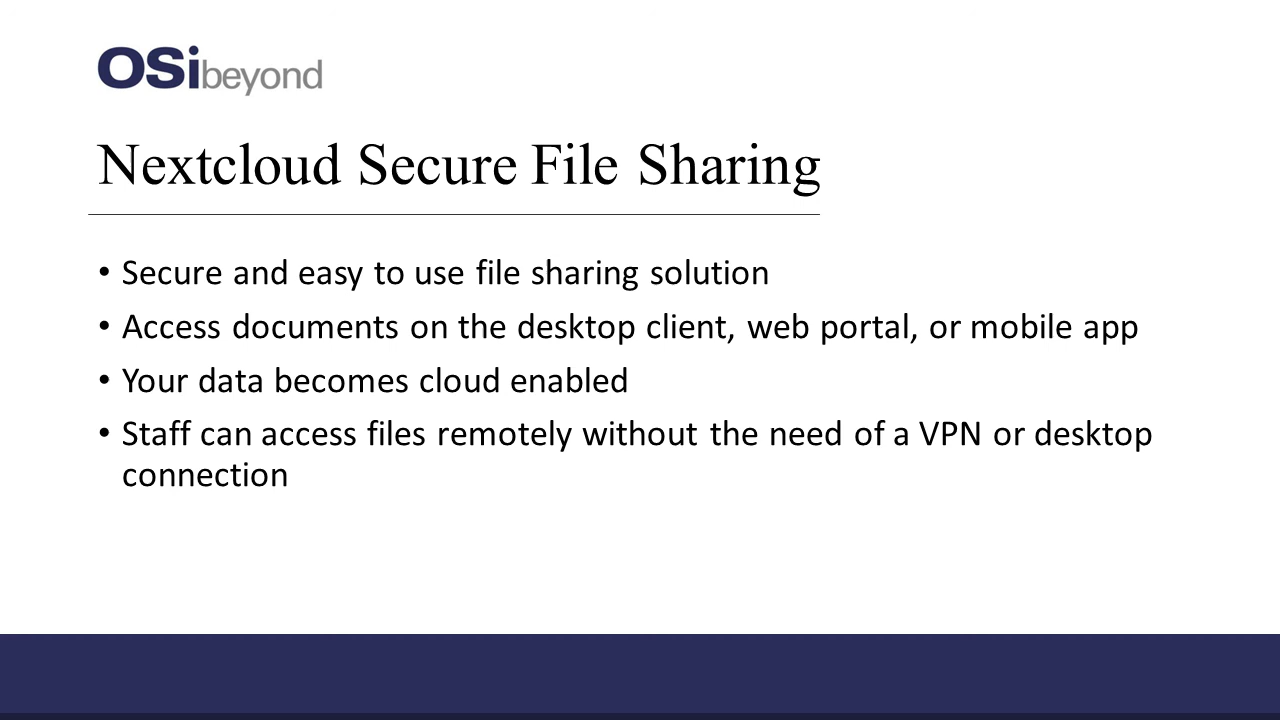 OSibeyond
Nextcloud Secure File Sharing
• Secure and easy to use file sharing solution
• Access documents on the desktop client, web portal, or mobile app
• Your data becomes cloud enabled
• Staff can access files remotely without the need of a VPN or desktop
connection